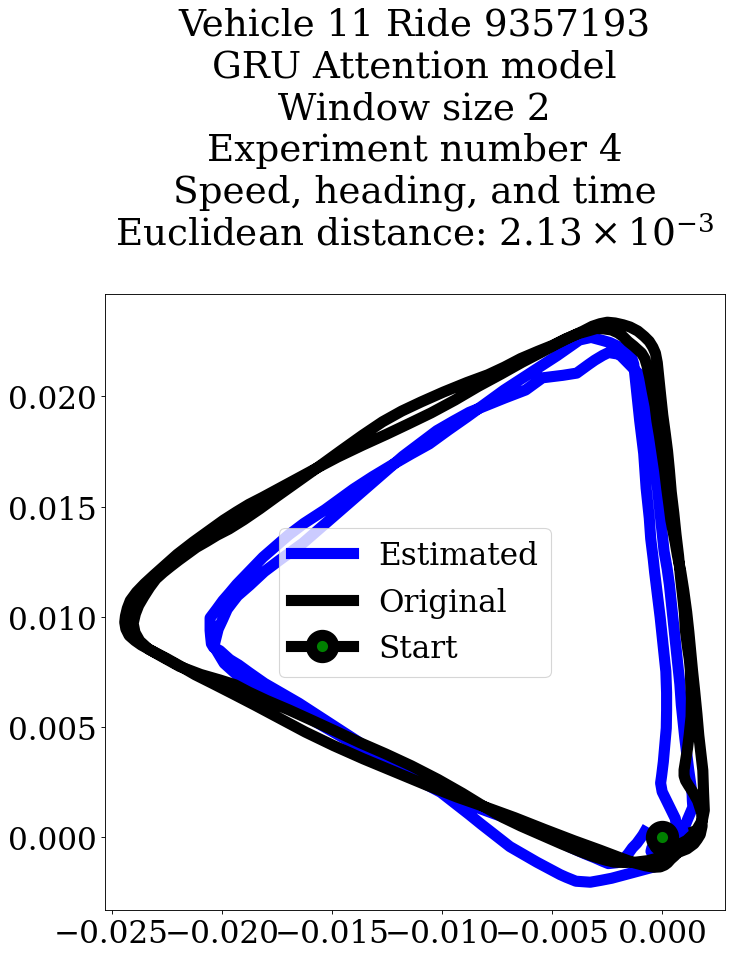 Vehicle 11 Ride 9357193
GRU Attention model
Window size 2
Experiment number 4
Speed, heading, and time
Euclidean distance: 2.13 × 10⁻³
0.020
0.015
0.010
0.005
0.000
Estimated
Original
Start
−0.025 −0.020 −0.015 −0.010 −0.005 0.000